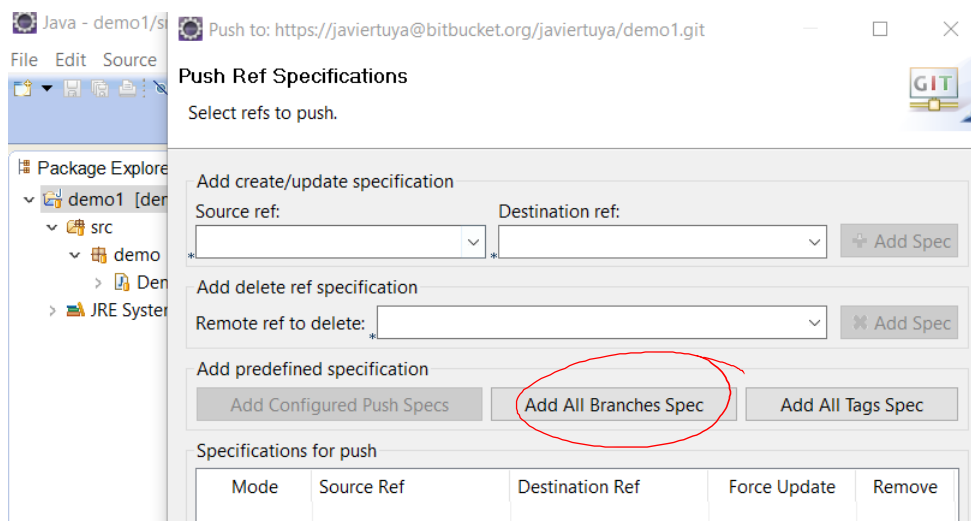 Java - demo1/s
Push to: https://javiertuya@bitbucket.org/javiertuya/demo1.git
File Edit Source
Push Ref Specifications
GIT
Select refs to push.
Package Explore
Add create/update specification
demo1 [der
Source ref:
Destination ref:
src
Add Spec
demo
Den
Add delete ref specification
JRE System
Remote ref to delete:
Add Spec
Add predefined specification
Add Configured Push Specs
Add All Branches Spec
Add All Tags Spec
Specifications for push
Mode Source Ref Destination Ref Force Update Remove